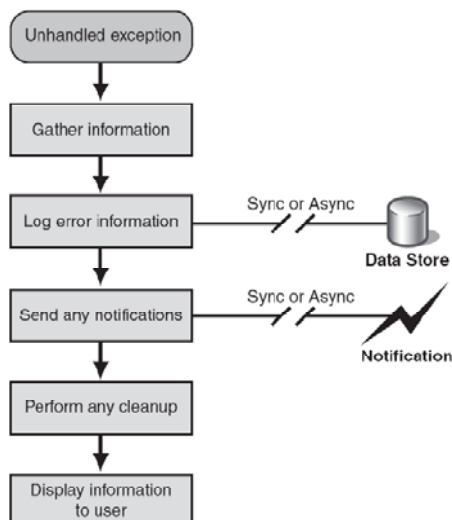 Unhandled exception
Gather information
Log error information
Sync or Async
Data Store
Send any notifications
Sync or Async
Notification
Perform any cleanup
Display information
to user